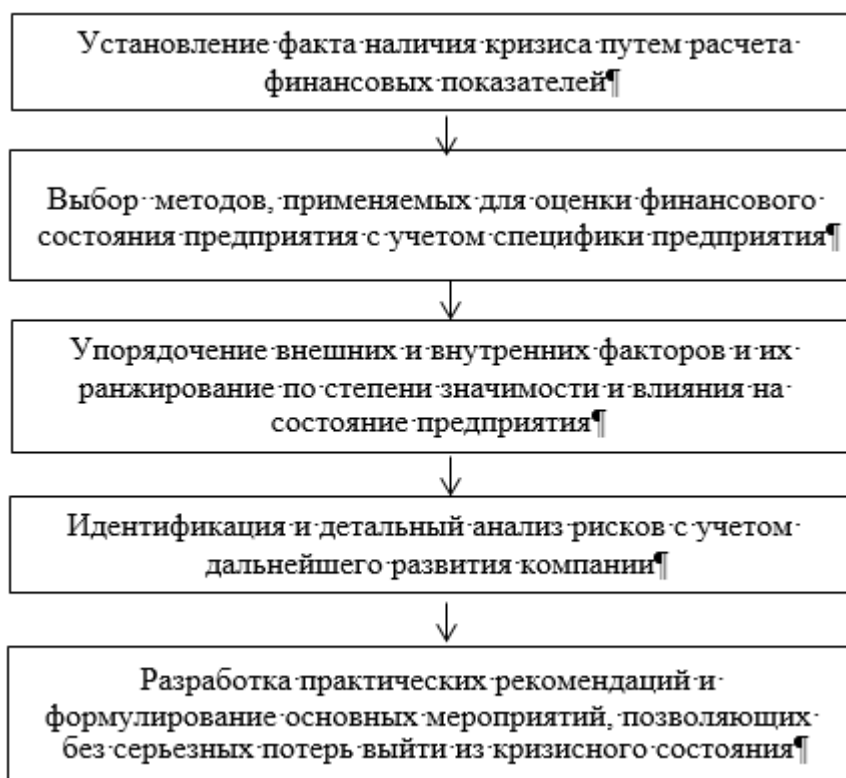 Установление факта наличия кризиса путем расчета
финансовых показателей¶
Выбор методов, применяемых для оценки финансового
состояния предприятия с учетом специфики предприятия¶
Упорядочение внешних и внутренних факторов и их
ранжирование по степени значимости и влияния на
состояние предприятия¶
Идентификация и детальный анализ рисков с учетом
дальнейшего развития компании¶
Разработка практических рекомендаций и
формулирование основных мероприятий, позволяющих
без серьезных потерь выйти из кризисного состояния¶